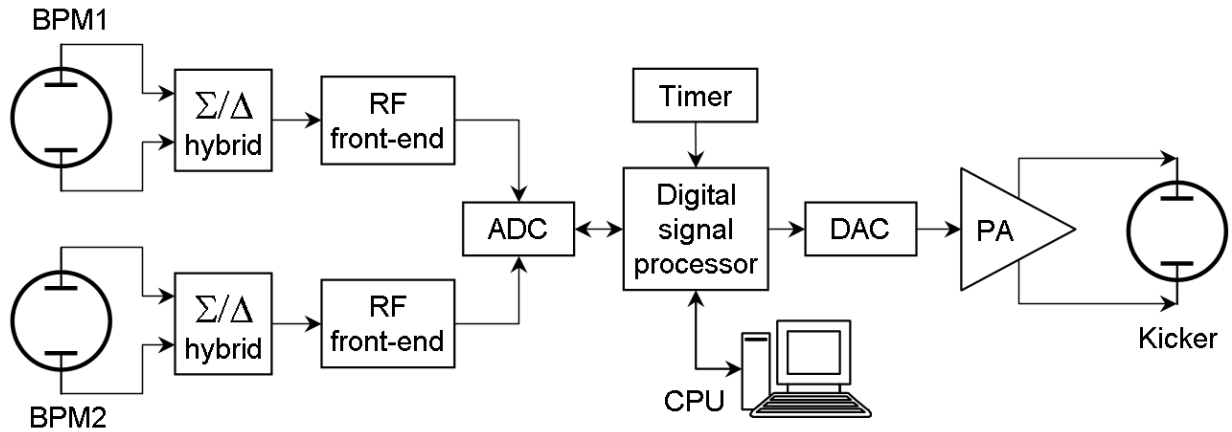 BPM1
Σ/Δ
hybrid
RF
front-end
Timer
ADC
Digital
signal
processor
DAC
PA
Kicker
Σ/Δ
hybrid
RF
front-end
CPU
BPM2